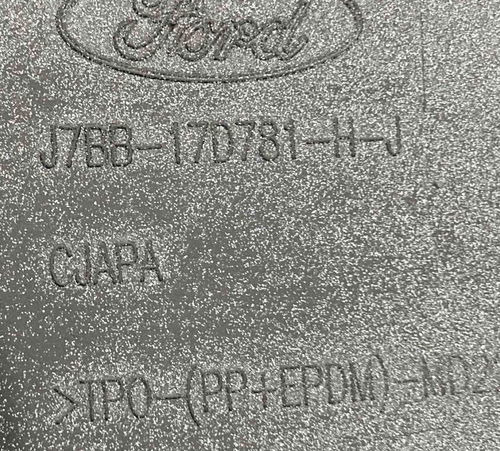 Ford
J7BB-17D781-H-J
CJAPA
>TPO-(PP+EPDM)-MD2